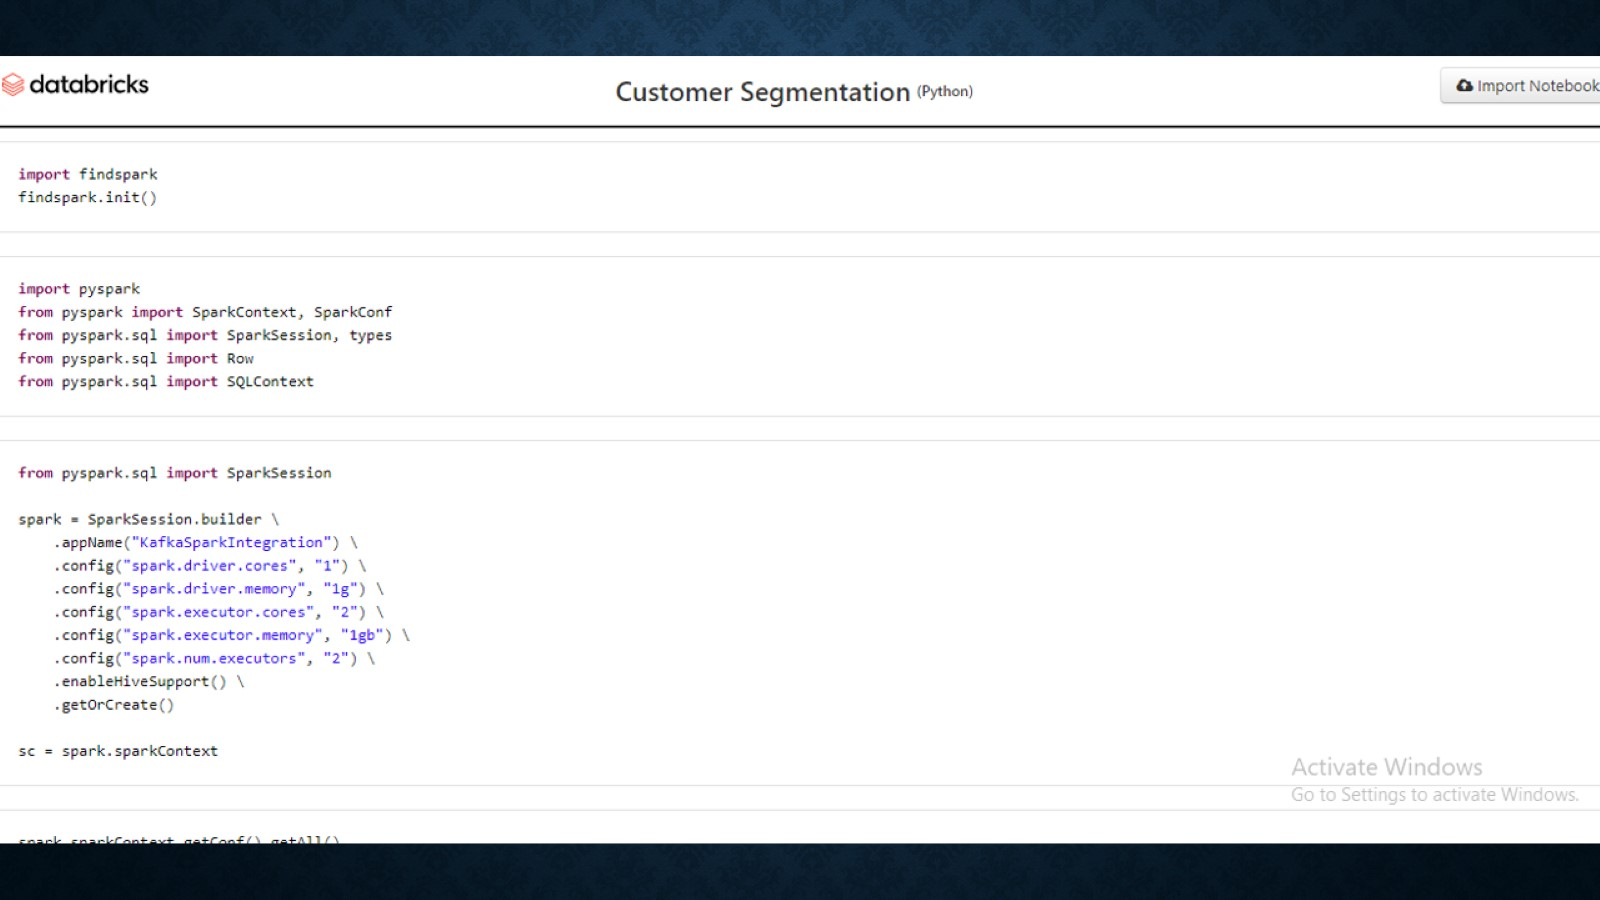 databricks
Customer Segmentation (Python)
Import Notebook
import findspark
findspark.init()
import pyspark
from pyspark import SparkContext, SparkConf
from pyspark.sql import SparkSession, types
from pyspark.sql import Row
from pyspark.sql import SQLContext
from pyspark.sql import SparkSession
spark = SparkSession.builder \
    .appName("KafkaSparkIntegration") \
    .config("spark.driver.cores", "1") \
    .config("spark.driver.memory", "1g") \
    .config("spark.executor.cores", "2") \
    .config("spark.executor.memory", "1gb") \
    .config("spark.num.executors", "2") \
    .enableHiveSupport() \
    .getOrCreate()
sc = spark.sparkContext
Activate Windows
Go to Settings to activate Windows.
spark.sparkContext.getConf().getAll()